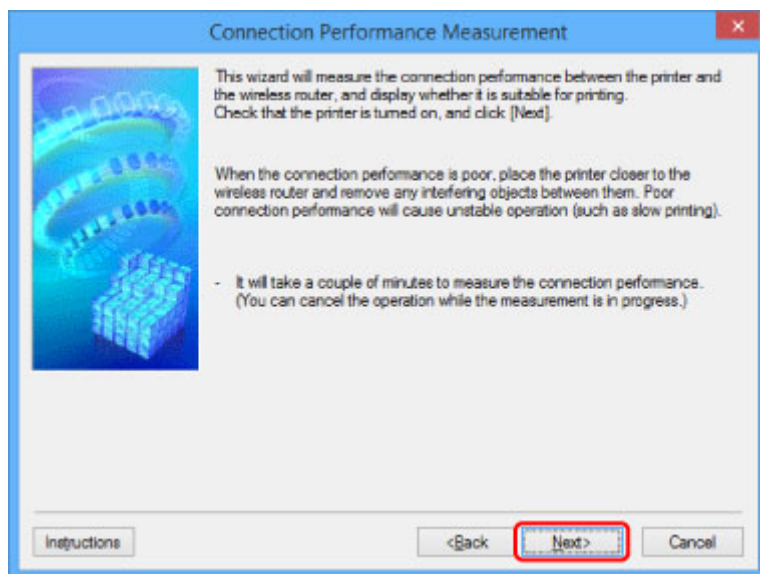 Connection Performance Measurement
This wizard will measure the connection performance between the printer and
the wireless router, and display whether it is suitable for printing.
Check that the printer is turned on, and click [Next].
When the connection performance is poor, place the printer closer to the
wireless router and remove any interfering objects between them. Poor
connection performance will cause unstable operation (such as slow printing).
- It will take a couple of minutes to measure the connection performance.
(You can cancel the operation while the measurement is in progress.)
Instructions <Back Next> Cancel